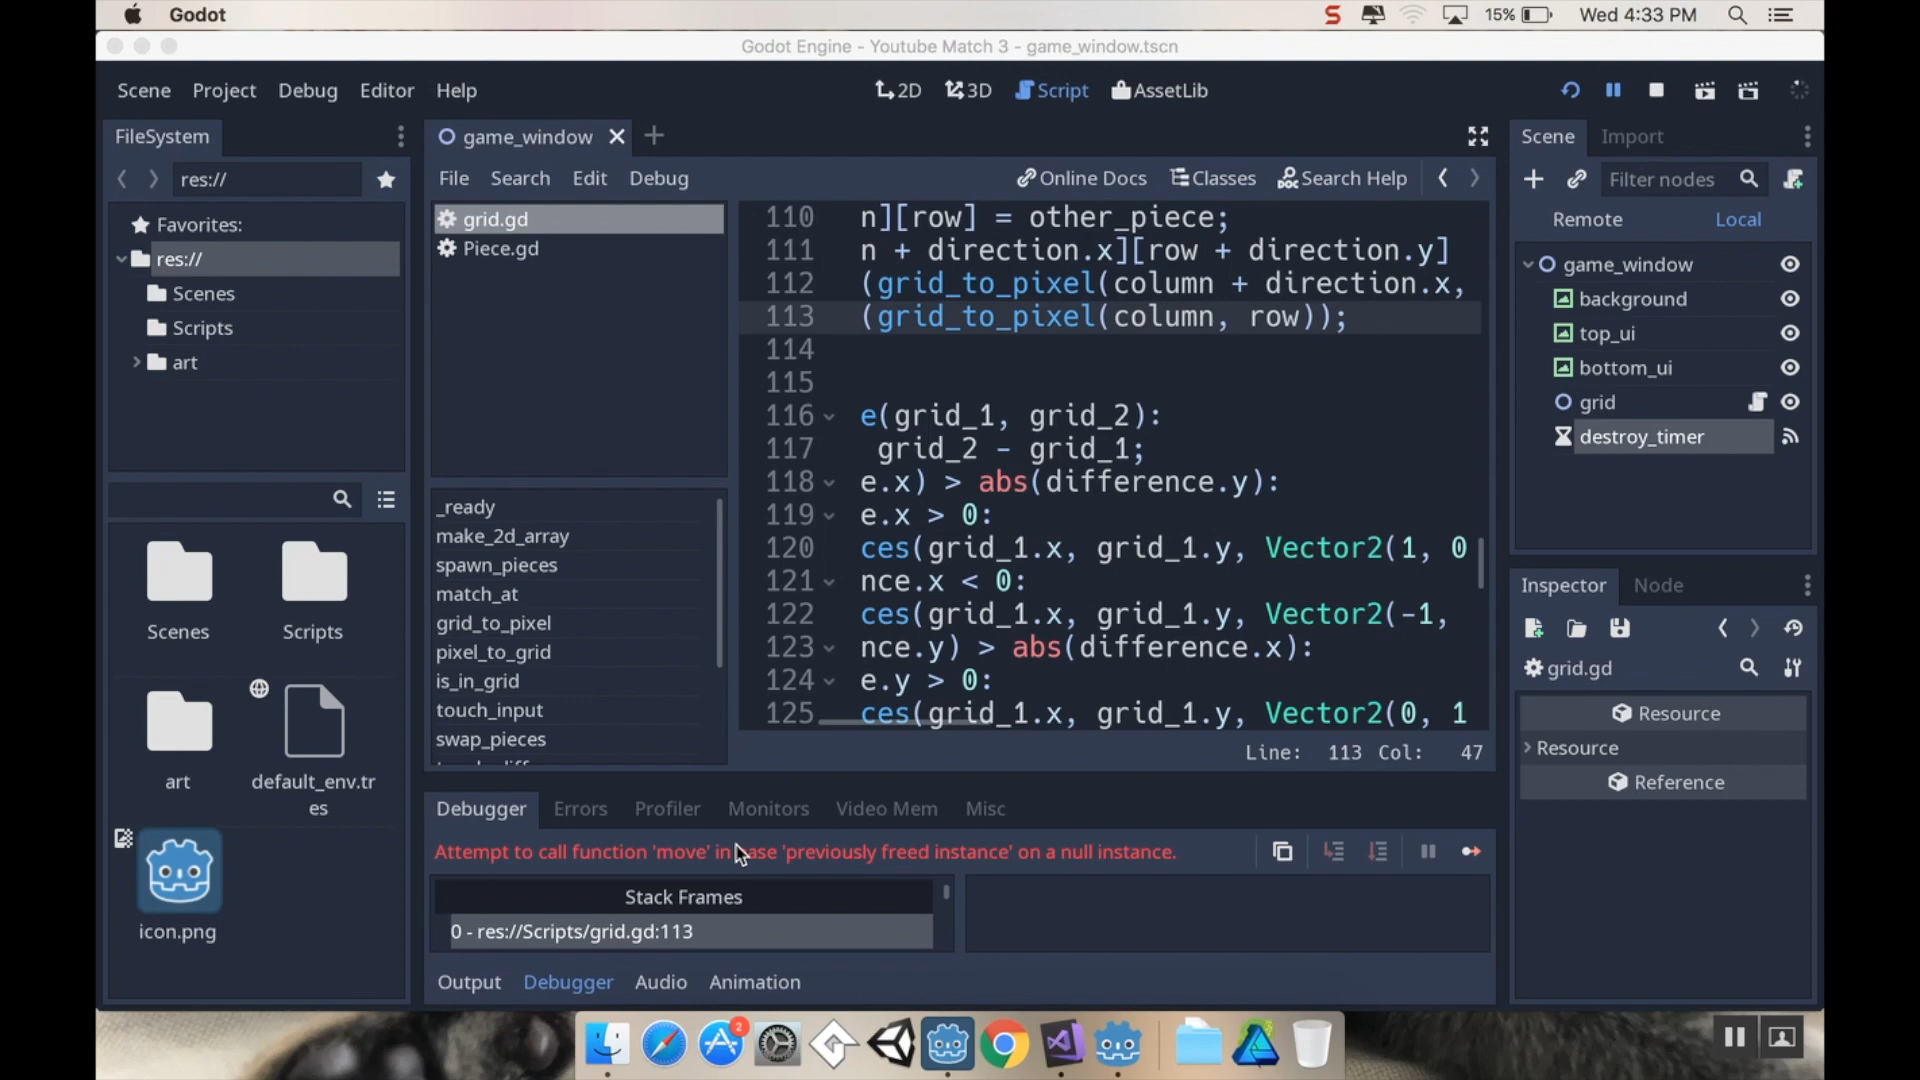 Godot
15%
Wed 4:33 PM
Godot Engine - Youtube Match 3 - game_window.tscn
Scene Project Debug Editor Help
2D 3D Script AssetLib
FileSystem
game_window
Scene Import
res://
File Search Edit Debug
Online Docs Classes Search Help
Filter nodes
Remote Local
Favorites:
res://
Scenes
Scripts
art
grid.gd
Piece.gd
110 n][row] = other_piece;
111 n + direction.x][row + direction.y]
112 (grid_to_pixel(column + direction.x,
113 (grid_to_pixel(column, row));
114
115
116 e(grid_1, grid_2):
117 grid_2 - grid_1;
118 e.x) > abs(difference.y):
119 e.x > 0:
120 ces(grid_1.x, grid_1.y, Vector2(1, 0
121 nce.x < 0:
122 ces(grid_1.x, grid_1.y, Vector2(-1,
123 nce.y) > abs(difference.x):
124 e.y > 0:
125 ces(grid_1.x, grid_1.y, Vector2(0, 1
Line: 113 Col: 47
_ready
make_2d_array
spawn_pieces
match_at
grid_to_pixel
pixel_to_grid
is_in_grid
touch_input
swap_pieces
game_window
background
top_ui
bottom_ui
grid
destroy_timer
Inspector Node
grid.gd
Resource
Resource
Reference
Scenes
Scripts
art
default_env.tr
es
icon.png
Debugger Errors Profiler Monitors Video Mem Misc
Attempt to call function 'move' in base 'previously freed instance' on a null instance.
Stack Frames
0 - res://Scripts/grid.gd:113
Output Debugger Audio Animation
2